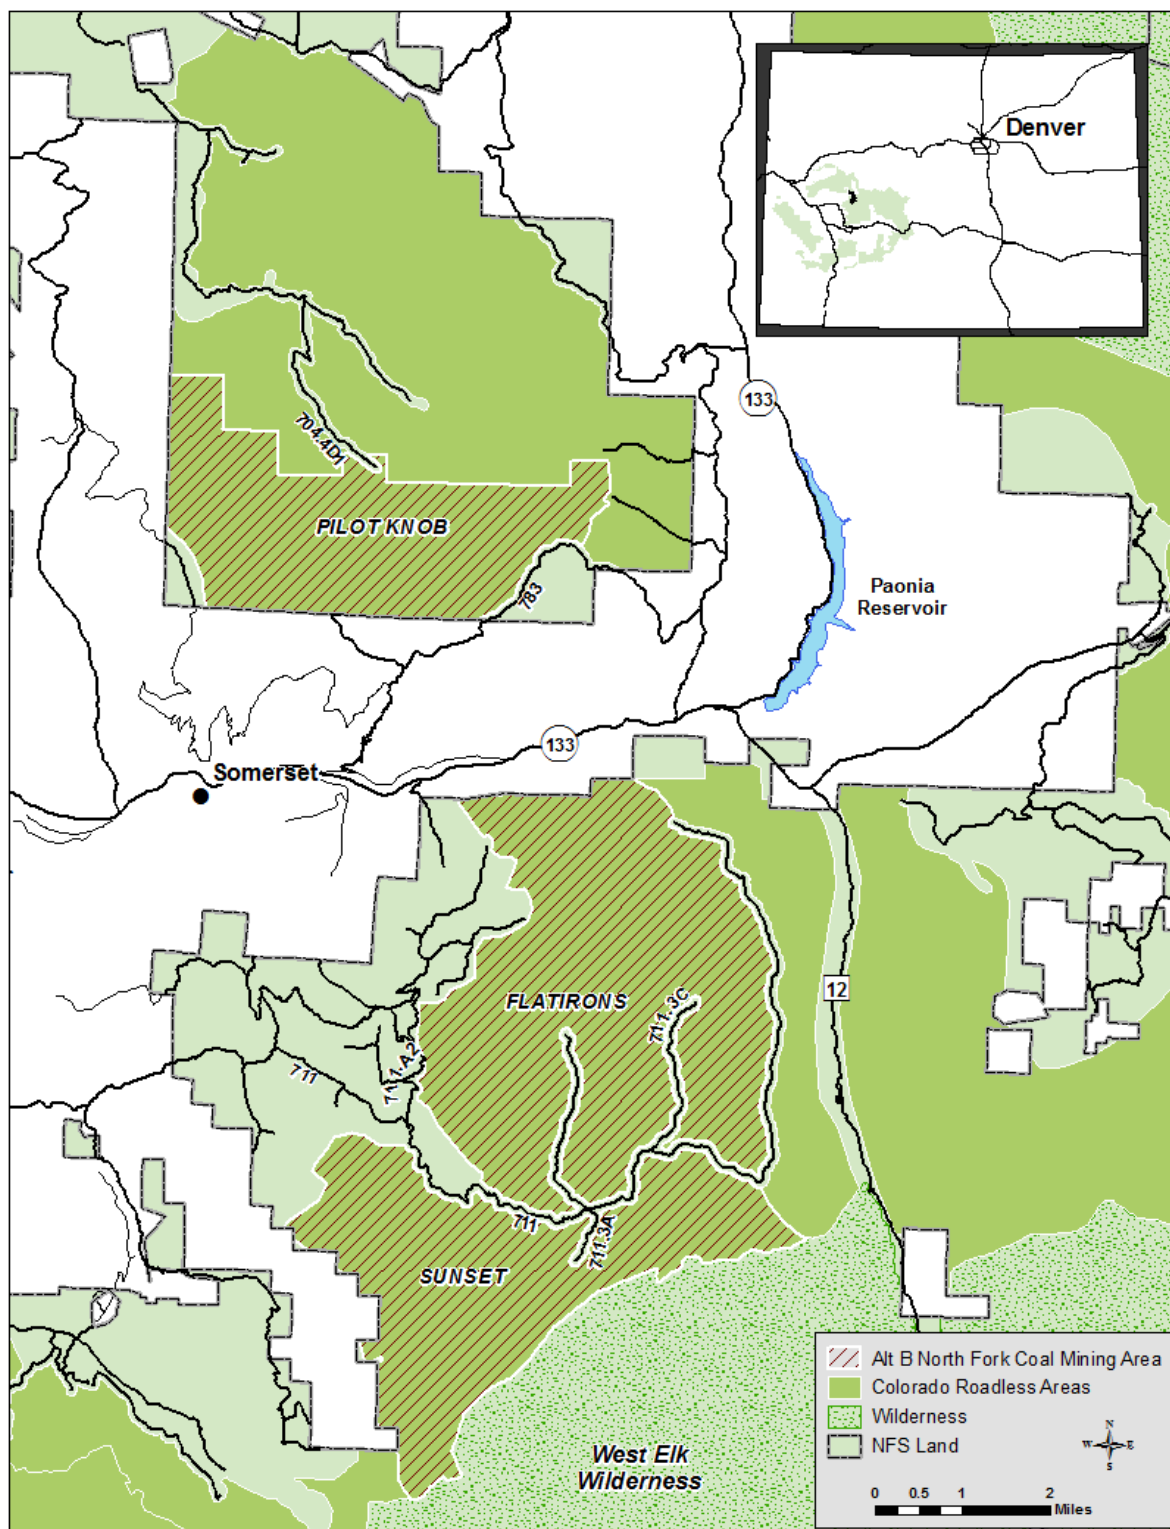 Denver
133
704.4D1
PILOT KNOB
783
Paonia
Reservoir
133
Somerset
12
FLATIRONS
711.3C
711.A2
711
711
711.3A
SUNSET
West Elk
Wilderness
Alt B North Fork Coal Mining Area
Colorado Roadless Areas
Wilderness
NFS Land
N
W E
S
0 0.5 1 2
Miles